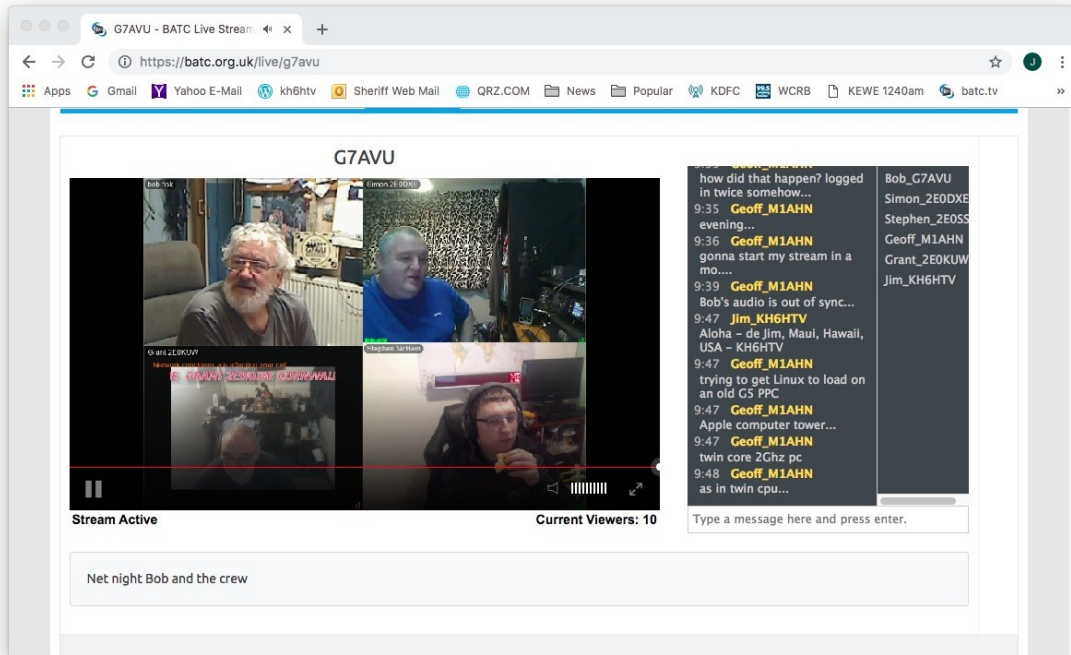 G7AVU - BATC Live Stream
https://batc.org.uk/live/g7avu
J
Apps Gmail Yahoo E-Mail kh6htv Sheriff Web Mail QRZ.COM News Popular KDFC WCRB KEWE 1240am batc.tv »
G7AVU
Simon 2E0DXE
Grant 2E0KUW
Stream Active
Current Viewers: 10
how did that happen? logged
in twice somehow...
9:35 Geoff_M1AHN
evening...
9:36 Geoff_M1AHN
gonna start my stream in a
mo....
9:39 Geoff_M1AHN
Bob's audio is out of sync...
9:47 Jim_KH6HTV
Aloha – de Jim, Maui, Hawaii,
USA – KH6HTV
9:47 Geoff_M1AHN
trying to get Linux to load on
an old G5 PPC
9:47 Geoff_M1AHN
Apple computer tower...
9:47 Geoff_M1AHN
twin core 2Ghz pc
9:48 Geoff_M1AHN
as in twin cpu...
Bob_G7AVU
Simon_2E0DXE
Stephen_2E0SS
Geoff_M1AHN
Grant_2E0KUW
Jim_KH6HTV
Type a message here and press enter.
Net night Bob and the crew